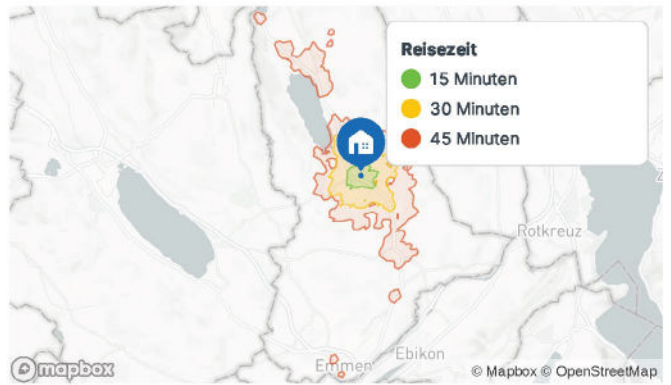 Reisezeit
15 Minuten
30 Minuten
45 Minuten
Rotkreuz
Emmen
Ebikon
mapbox
© Mapbox © OpenStreetMap